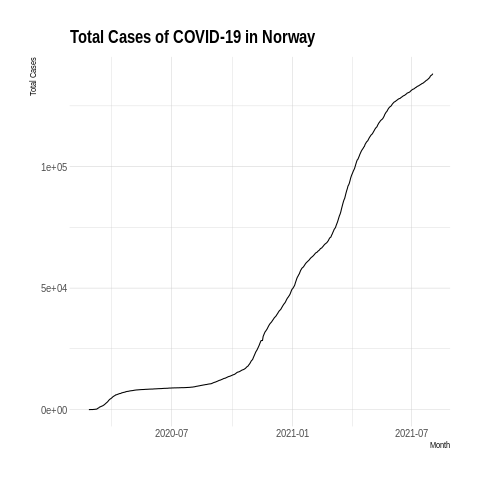 Total Cases of COVID-19 in Norway
Total Cases
1e+05
5e+04
0e+00
2020-07
2021-01
2021-07
Month